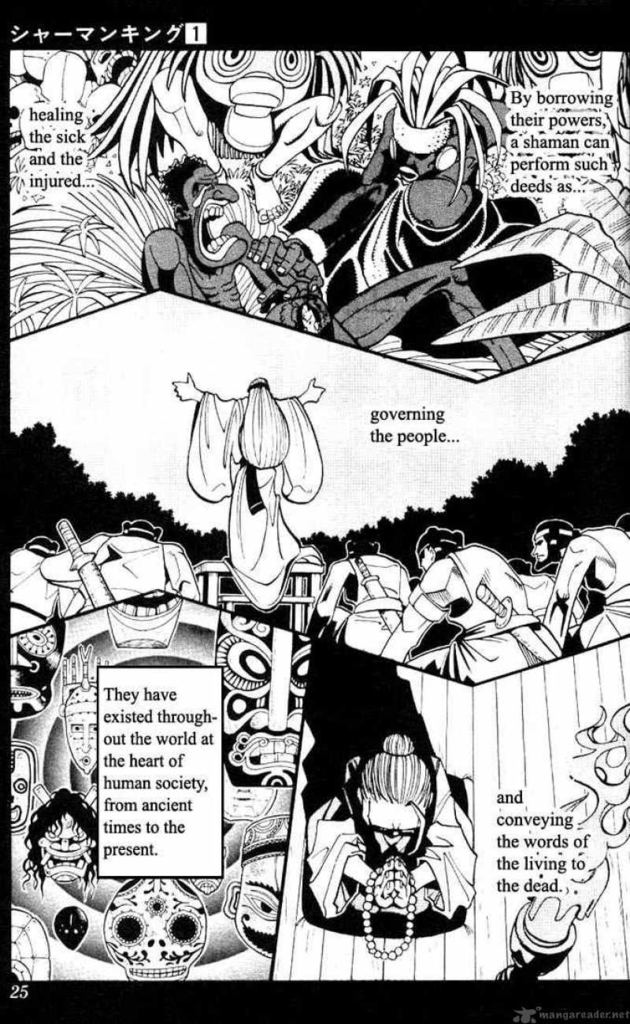 シャーマンキング 1
By borrowing
their powers,
a shaman can
perform such
deeds as...
healing
the sick
and the
injured...
governing
the people...
and
conveying
the words of
the living to
the dead.
They have
existed through-
out the world at
the heart of
human society,
from ancient
times to the
present.
25
mangareader.net